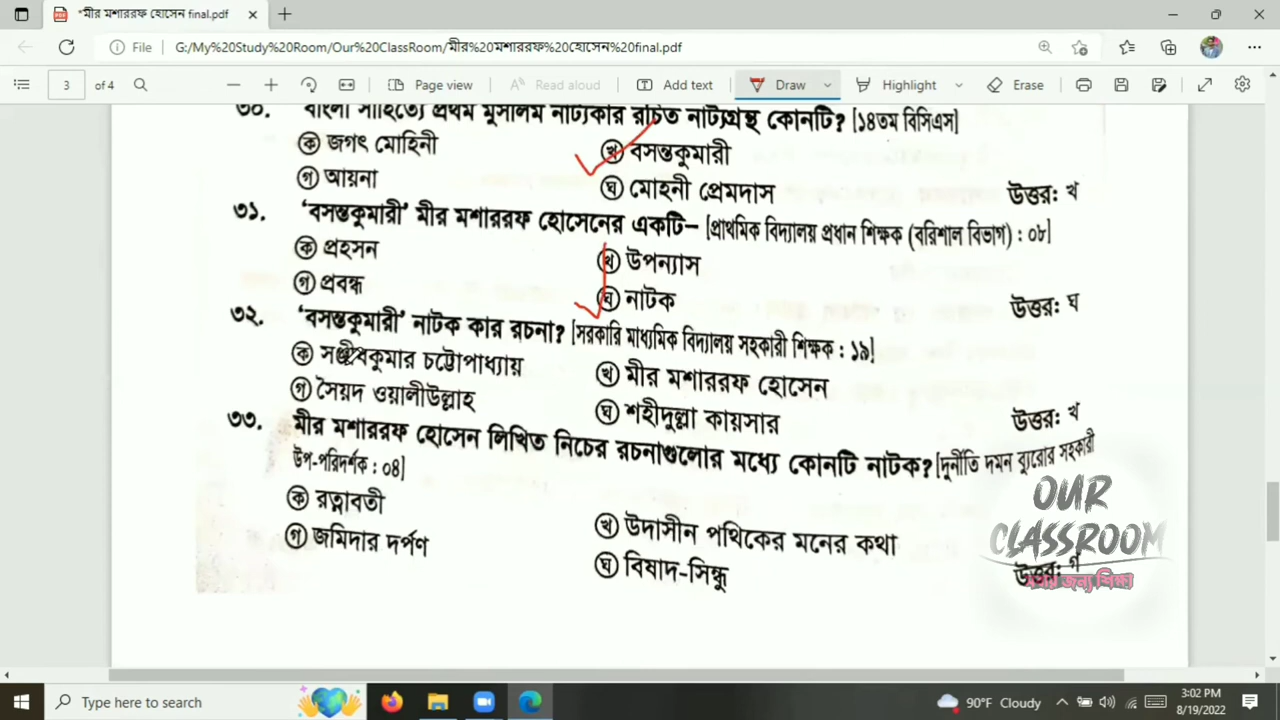 *মীর মশাররফ হোসেন final.pdf
File G:/My%20Study%20Room/Our%20ClassRoom/মীর%20মশাররফ%20হোসেন%20final.pdf
3 of 4 Page view Read aloud Add text Draw Highlight Erase
৩০. বাংলা সাহিত্যে প্রথম মুসলিম নাট্যকার রচিত নাট্যগ্রন্থ কোনটি? [১৪তম বিসিএস]
ক জগৎ মোহিনী খ বসন্তকুমারী
গ আয়না ঘ মোহনী প্রেমদাস উত্তর: খ
৩১. ‘বসন্তকুমারী’ মীর মশাররফ হোসেনের একটি– [প্রাথমিক বিদ্যালয় প্রধান শিক্ষক (বরিশাল বিভাগ) : ০৮]
ক প্রহসন খ উপন্যাস
গ প্রবন্ধ ঘ নাটক উত্তর: ঘ
৩২. ‘বসন্তকুমারী’ নাটক কার রচনা? [সরকারি মাধ্যমিক বিদ্যালয় সহকারী শিক্ষক : ১৯]
ক সঞ্জীবকুমার চট্টোপাধ্যায় খ মীর মশাররফ হোসেন
গ সৈয়দ ওয়ালীউল্লাহ ঘ শহীদুল্লা কায়সার উত্তর: খ
৩৩. মীর মশাররফ হোসেন লিখিত নিচের রচনাগুলোর মধ্যে কোনটি নাটক? [দুর্নীতি দমন ব্যুরোর সহকারী
উপ-পরিদর্শক : ০৪]
ক রত্নাবতী খ উদাসীন পথিকের মনের কথা
গ জমিদার দর্পণ ঘ বিষাদ-সিন্ধু উত্তর: গ
OUR
CLASSROOM
সবার জন্য শিক্ষা
Type here to search 90°F Cloudy 3:02 PM
8/19/2022